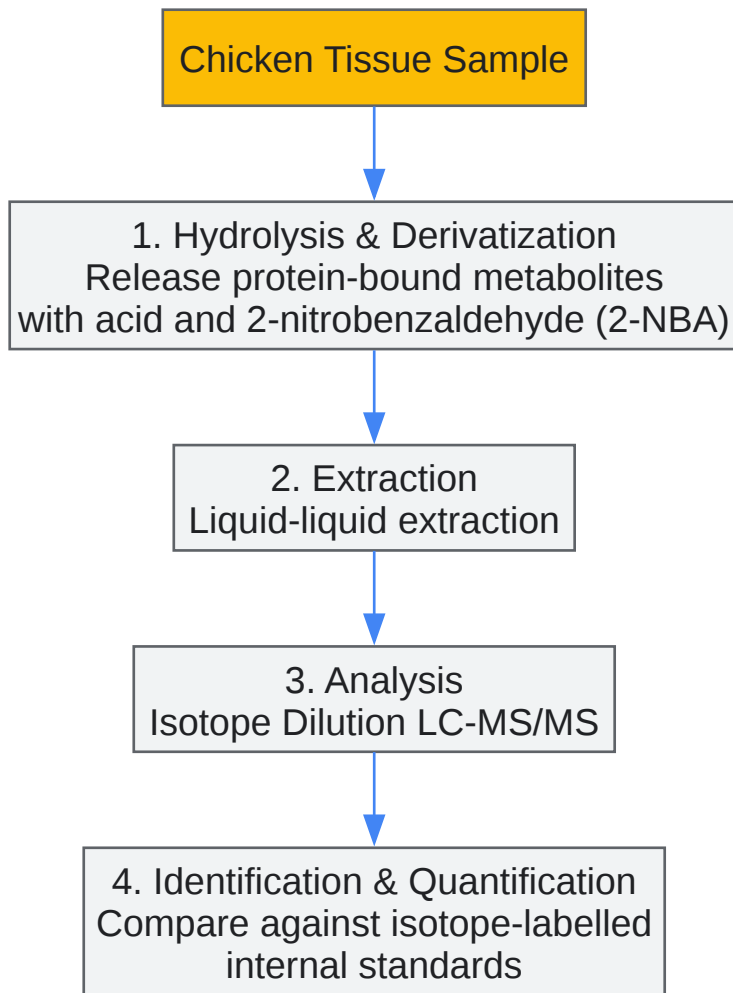 Chicken Tissue Sample
1. Hydrolysis & Derivatization
Release protein-bound metabolites
with acid and 2-nitrobenzaldehyde (2-NBA)
2. Extraction
Liquid-liquid extraction
3. Analysis
Isotope Dilution LC-MS/MS
4. Identification & Quantification
Compare against isotope-labelled
internal standards